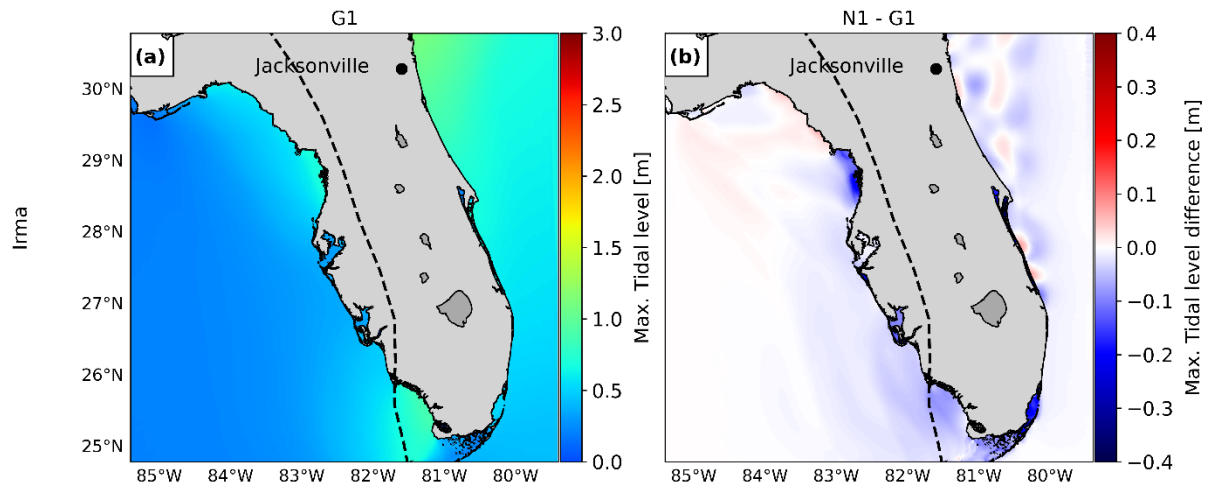 G1
N1 - G1
(a)
Jacksonville
30°N
29°N
28°N
27°N
26°N
25°N
85°W 84°W 83°W 82°W 81°W 80°W
Irma
3.0
2.5
2.0
1.5
1.0
0.5
0.0
Max. Tidal level [m]
(b)
Jacksonville
85°W 84°W 83°W 82°W 81°W 80°W
0.4
0.3
0.2
0.1
0.0
−0.1
−0.2
−0.3
−0.4
Max. Tidal level difference [m]